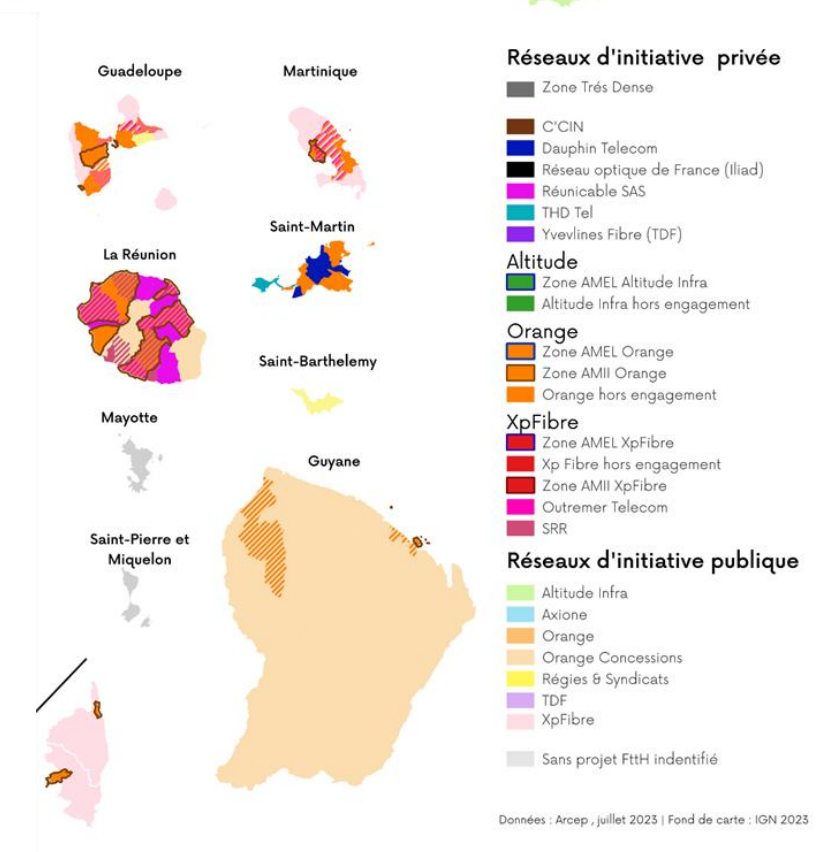 Guadeloupe
Martinique
Saint-Martin
La Réunion
Saint-Barthelemy
Mayotte
Guyane
Saint-Pierre et
Miquelon
Réseaux d'initiative privée
Zone Trés Dense
C'CIN
Dauphin Telecom
Réseau optique de France (Iliad)
Réunicable SAS
THD Tel
Yvevlines Fibre (TDF)
Altitude
Zone AMEL Altitude Infra
Altitude Infra hors engagement
Orange
Zone AMEL Orange
Zone AMII Orange
Orange hors engagement
XpFibre
Zone AMEL XpFibre
Xp Fibre hors engagement
Zone AMII XpFibre
Outremer Telecom
SRR
Réseaux d'initiative publique
Altitude Infra
Axione
Orange
Orange Concessions
Régies & Syndicats
TDF
XpFibre
Sans projet FttH indentifié
Données : Arcep , juillet 2023 | Fond de carte : IGN 2023